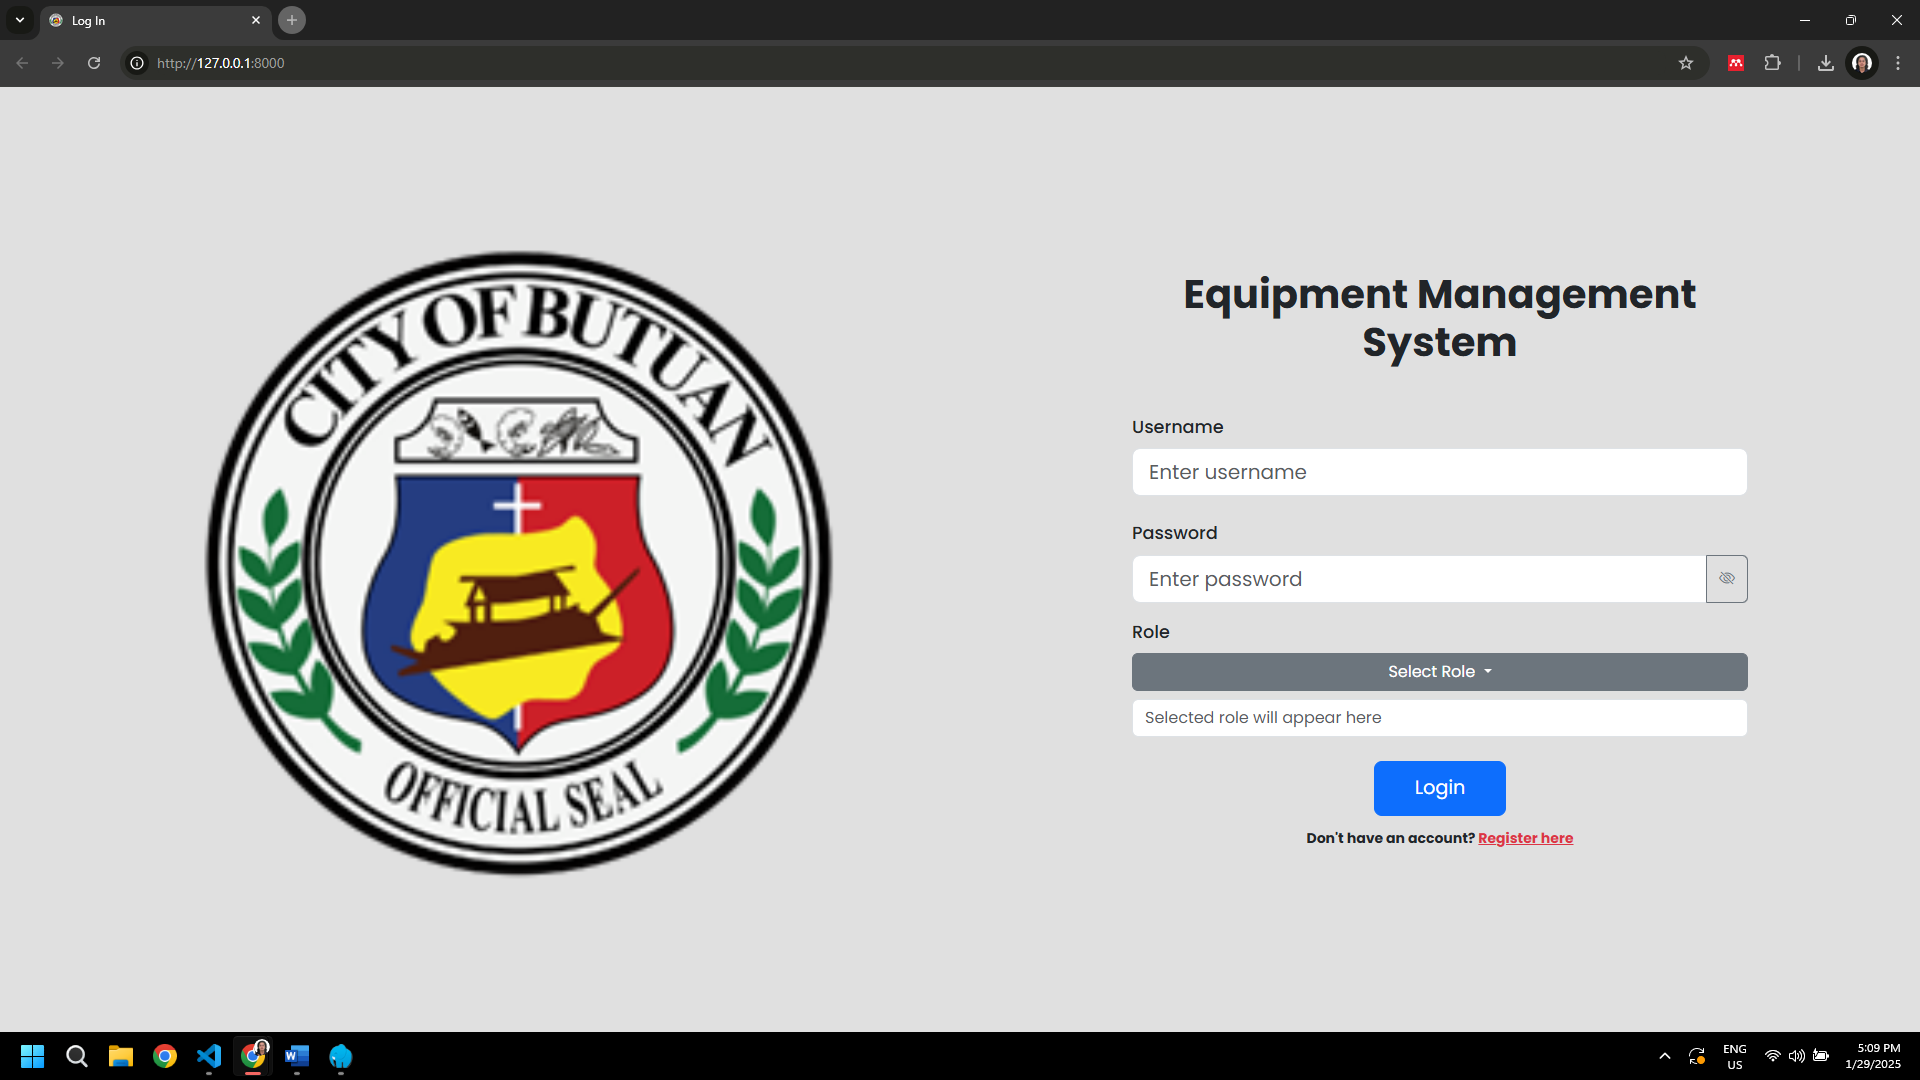 Log In
http://127.0.0.1:8000
CITY OF BUTUAN
OFFICIAL SEAL
Equipment Management
System
Username
Enter username
Password
Enter password
Role
Select Role
Selected role will appear here
Login
Don't have an account? Register here
ENG
US
5:09 PM
1/29/2025